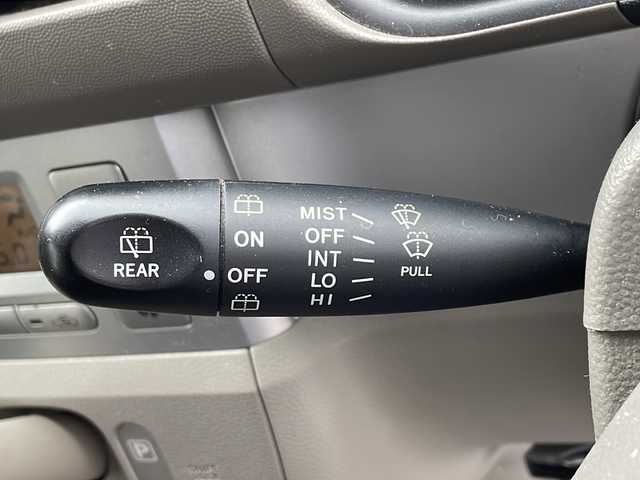 REAR
ON
OFF
MIST
OFF
INT
LO
HI
PULL
P